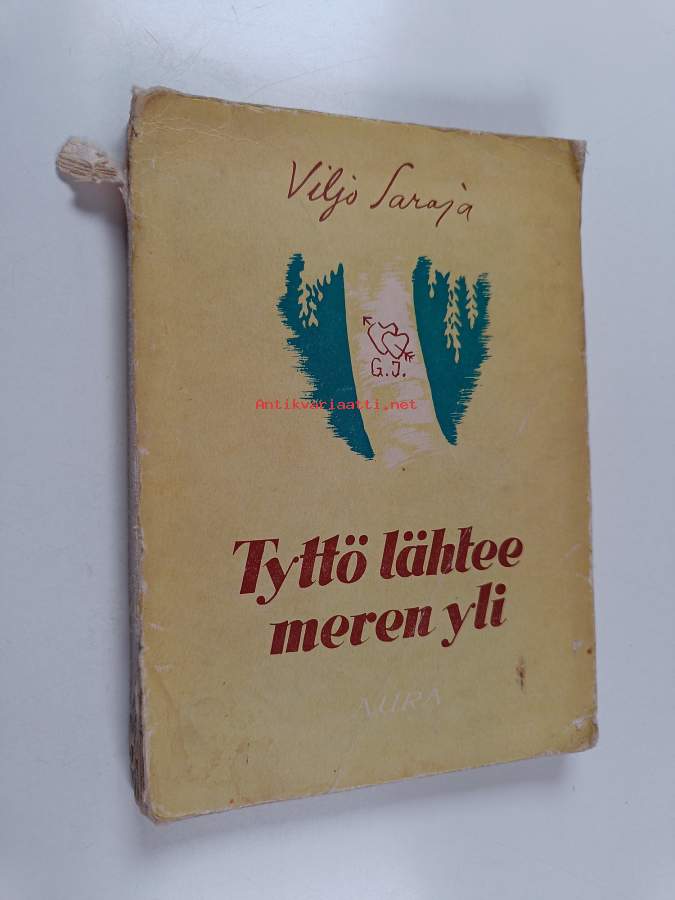 Viljo Saraja
G.J.
Antikvariaatti.net
Tyttö lähtee
meren yli
AURA